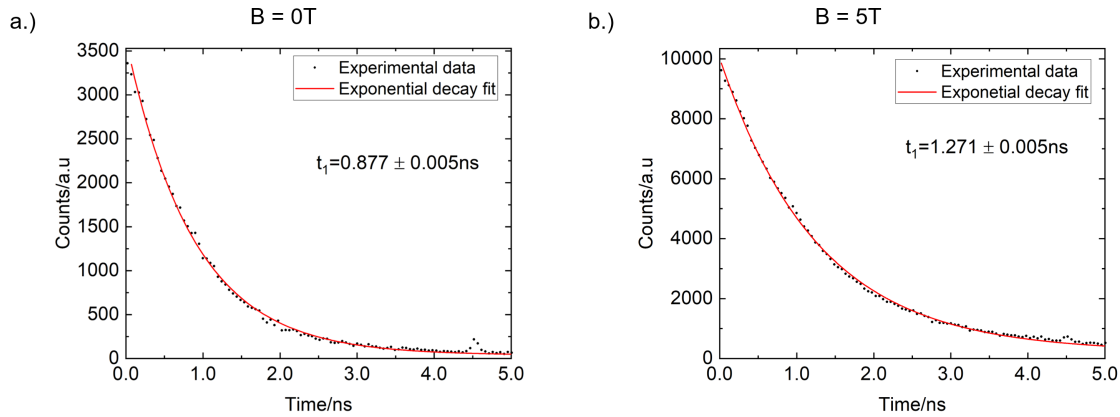 a.)
B = 0T
3500
3000
2500
2000
1500
1000
500
0
Counts/a.u
Experimental data
Exponential decay fit
t₁=0.877 ± 0.005ns
0.0 1.0 2.0 3.0 4.0 5.0
Time/ns
b.)
B = 5T
10000
8000
6000
4000
2000
0
Counts/a.u
Experimental data
Exponetial decay fit
t₁=1.271 ± 0.005ns
0.0 1.0 2.0 3.0 4.0 5.0
Time/ns